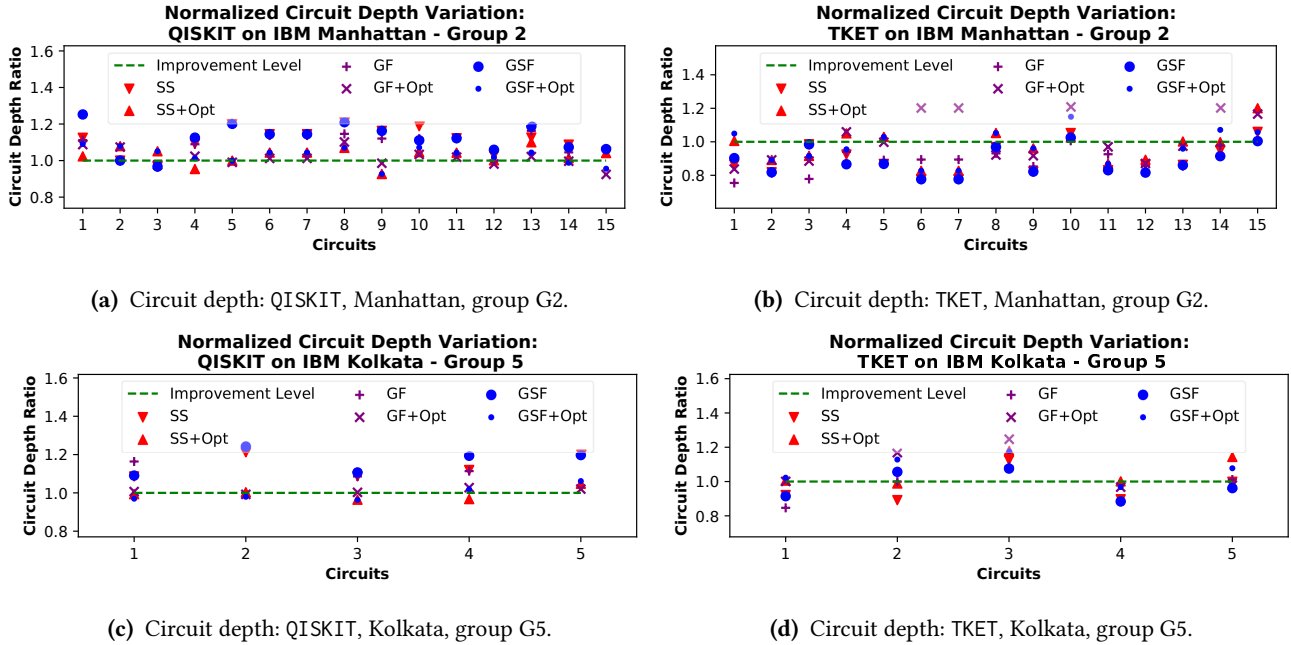 Normalized Circuit Depth Variation:
QISKIT on IBM Manhattan - Group 2
Circuit Depth Ratio
1.6
1.4
1.2
1.0
0.8
Improvement Level
SS
SS+Opt
GF
GF+Opt
GSF
GSF+Opt
1 2 3 4 5 6 7 8 9 10 11 12 13 14 15
Circuits
(a) Circuit depth: QISKIT, Manhattan, group G2.
Normalized Circuit Depth Variation:
TKET on IBM Manhattan - Group 2
Circuit Depth Ratio
1.4
1.2
1.0
0.8
Improvement Level
SS
SS+Opt
GF
GF+Opt
GSF
GSF+Opt
1 2 3 4 5 6 7 8 9 10 11 12 13 14 15
Circuits
(b) Circuit depth: TKET, Manhattan, group G2.
Normalized Circuit Depth Variation:
QISKIT on IBM Kolkata - Group 5
Circuit Depth Ratio
1.6
1.4
1.2
1.0
0.8
Improvement Level
SS
SS+Opt
GF
GF+Opt
GSF
GSF+Opt
1 2 3 4 5
Circuits
(c) Circuit depth: QISKIT, Kolkata, group G5.
Normalized Circuit Depth Variation:
TKET on IBM Kolkata - Group 5
Circuit Depth Ratio
1.6
1.4
1.2
1.0
0.8
Improvement Level
SS
SS+Opt
GF
GF+Opt
GSF
GSF+Opt
1 2 3 4 5
Circuits
(d) Circuit depth: TKET, Kolkata, group G5.